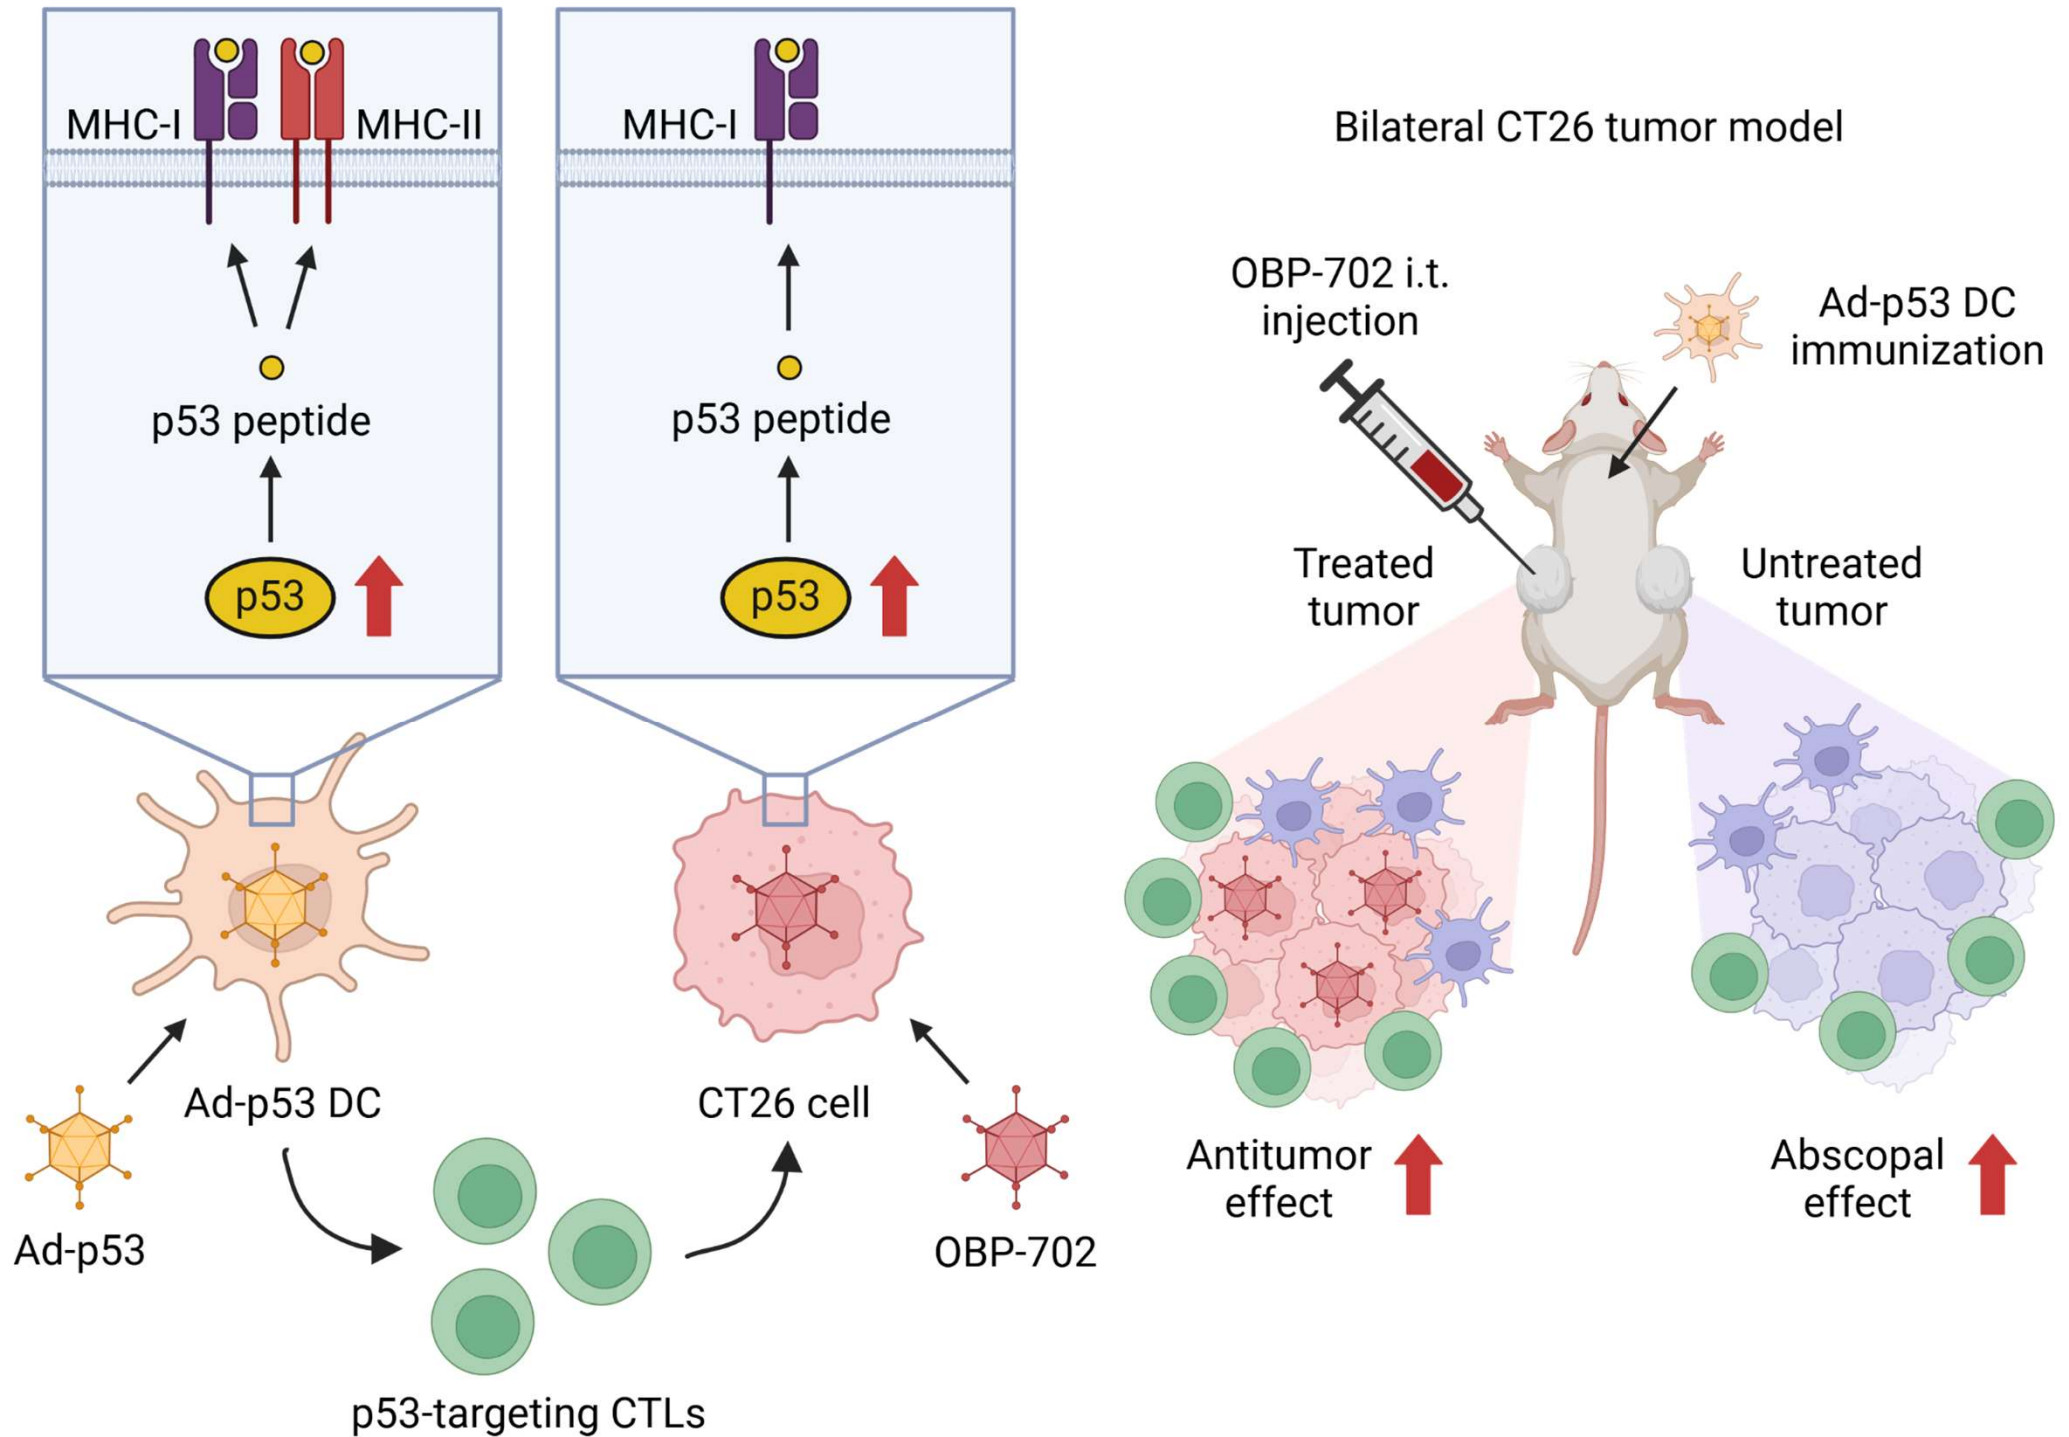 MHC-I
MHC-II
p53 peptide
p53
MHC-I
p53 peptide
p53
Ad-p53 DC
Ad-p53
CT26 cell
OBP-702
p53-targeting CTLs
Bilateral CT26 tumor model
OBP-702 i.t.
injection
Ad-p53 DC
immunization
Treated
tumor
Untreated
tumor
Antitumor
effect
Abscopal
effect